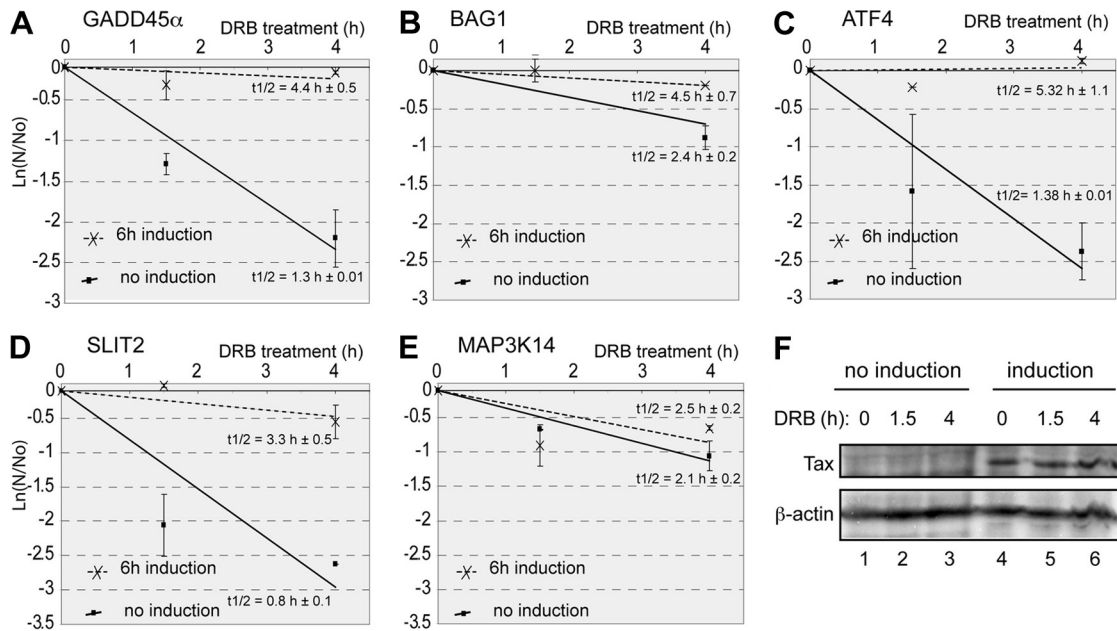 A
GADD45α
DRB treatment (h)
0 1 2 3 4
0
-0.5
-1
-1.5
-2
-2.5
-3
Ln(N/No)
t1/2 = 4.4 h ± 0.5
6h induction
no induction
t1/2 = 1.3 h ± 0.01
B
BAG1
DRB treatment (h)
0 1 2 3 4
0
-0.5
-1
-1.5
-2
-2.5
-3
t1/2 = 4.5 h ± 0.7
t1/2 = 2.4 h ± 0.2
6h induction
no induction
C
ATF4
DRB treatment (h)
0 1 2 3 4
0
-0.5
-1
-1.5
-2
-2.5
-3
t1/2 = 5.32 h ± 1.1
t1/2= 1.38 h ± 0.01
6h induction
no induction
D
SLIT2
DRB treatment (h)
0 1 2 3 4
0
-0.5
-1
-1.5
-2
-2.5
-3
-3.5
Ln(N/No)
t1/2 = 3.3 h ± 0.5
6h induction
t1/2 = 0.8 h ± 0.1
no induction
E
MAP3K14
DRB treatment (h)
0 1 2 3 4
0
-0.5
-1
-1.5
-2
-2.5
-3
-3.5
t1/2 = 2.5 h ± 0.2
t1/2 = 2.1 h ± 0.2
6h induction
no induction
F
no induction induction
DRB (h): 0 1.5 4 0 1.5 4
Tax
β-actin
1 2 3 4 5 6